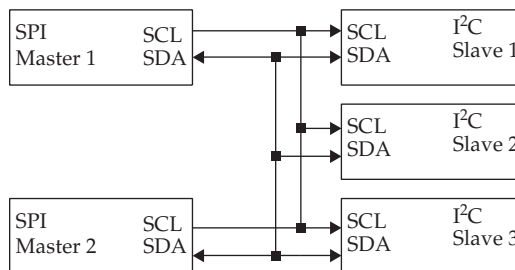 SPI
Master 1
SCL
SDA
SCL
SDA
I²C
Slave 1
SCL
SDA
I²C
Slave 2
SPI
Master 2
SCL
SDA
SCL
SDA
I²C
Slave 3